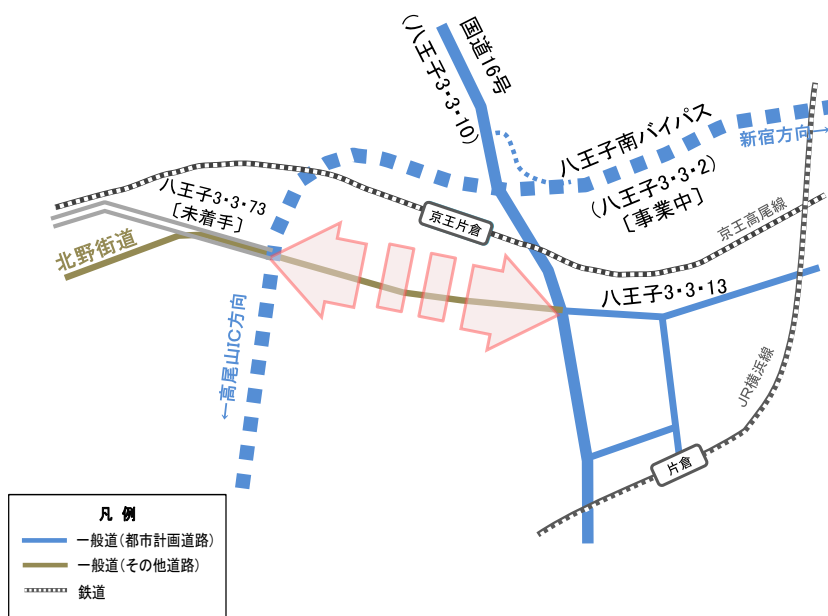 国道16号
(八王子3・3・10)
八王子南バイパス
(八王子3・3・2)
[事業中]
新宿方向→
八王子3・3・73
[未着手]
京王片倉
京王高尾線
北野街道
八王子3・3・13
←高尾山IC方向
JR横浜線
片倉
凡 例
一般道(都市計画道路)
一般道(その他道路)
鉄道